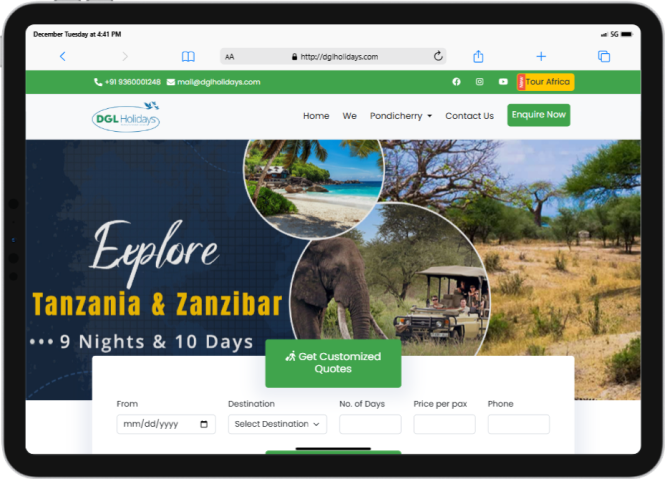 December Tuesday at 4:41 PM
5G
AA
http://dglholidays.com
+91 9360001248
mail@dglholidays.com
Tour Africa
DGL Holidays
Home
We
Pondicherry
Contact Us
Enquire Now
Explore
Tanzania & Zanzibar
••• 9 Nights & 10 Days
Get Customized
Quotes
From
Destination
No. of Days
Price per pax
Phone
mm/dd/yyyy
Select Destination